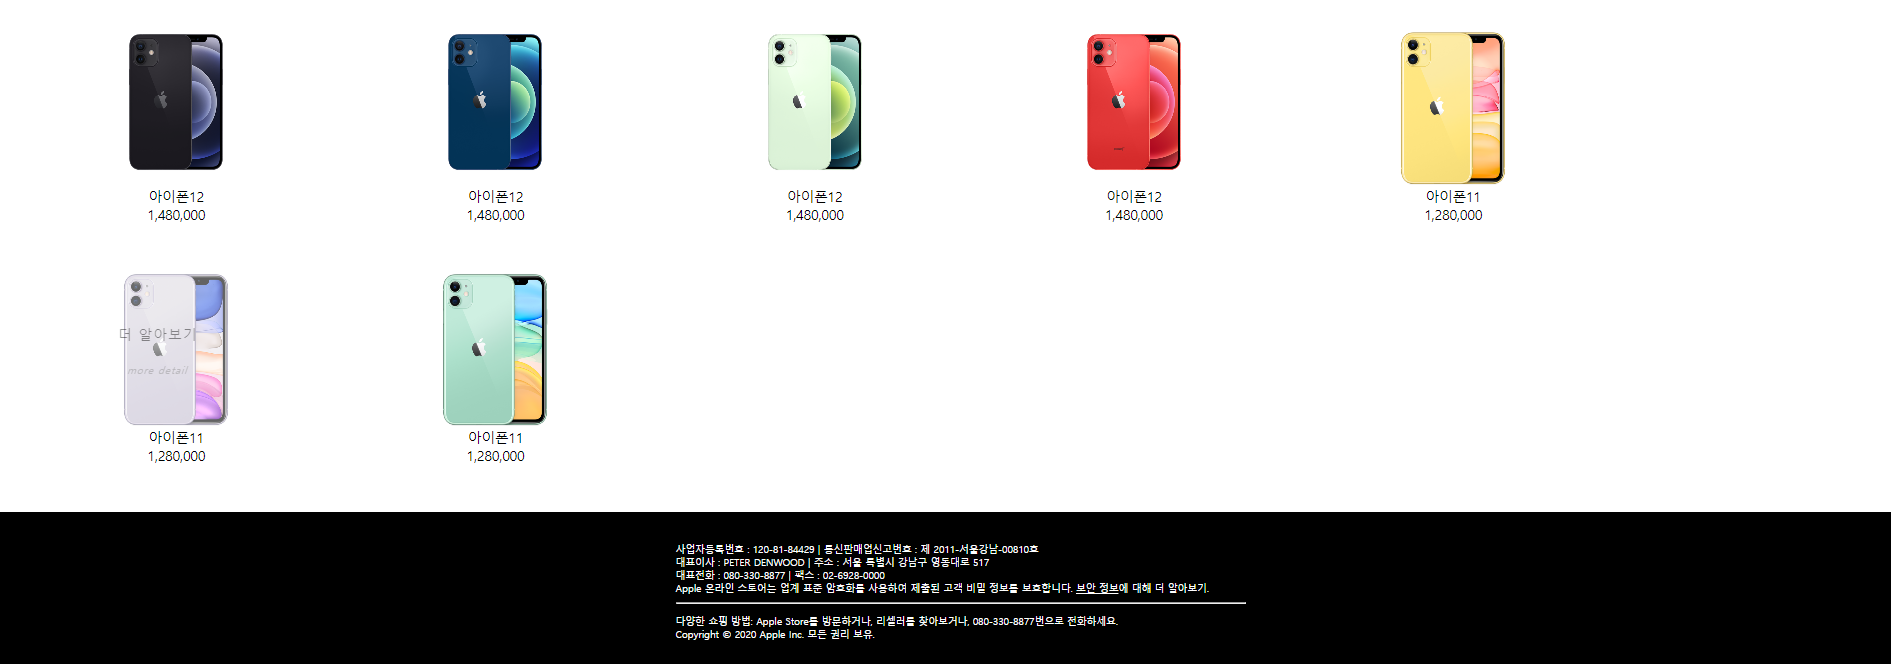 아이폰12
1,480,000
아이폰12
1,480,000
아이폰12
1,480,000
아이폰12
1,480,000
아이폰11
1,280,000
더 알아보기
more detail
아이폰11
1,280,000
아이폰11
1,280,000
사업자등록번호 : 120-81-84429 | 통신판매업신고번호 : 제 2011-서울강남-00810호
대표이사 : PETER DENWOOD | 주소 : 서울 특별시 강남구 영동대로 517
대표전화 : 080-330-8877 | 팩스 : 02-6928-0000
Apple 온라인 스토어는 업계 표준 암호화를 사용하여 제출된 고객 비밀 정보를 보호합니다. 보안 정보에 대해 더 알아보기.
다양한 쇼핑 방법: Apple Store를 방문하거나, 리셀러를 찾아보거나, 080-330-8877번으로 전화하세요.
Copyright © 2020 Apple Inc. 모든 권리 보유.